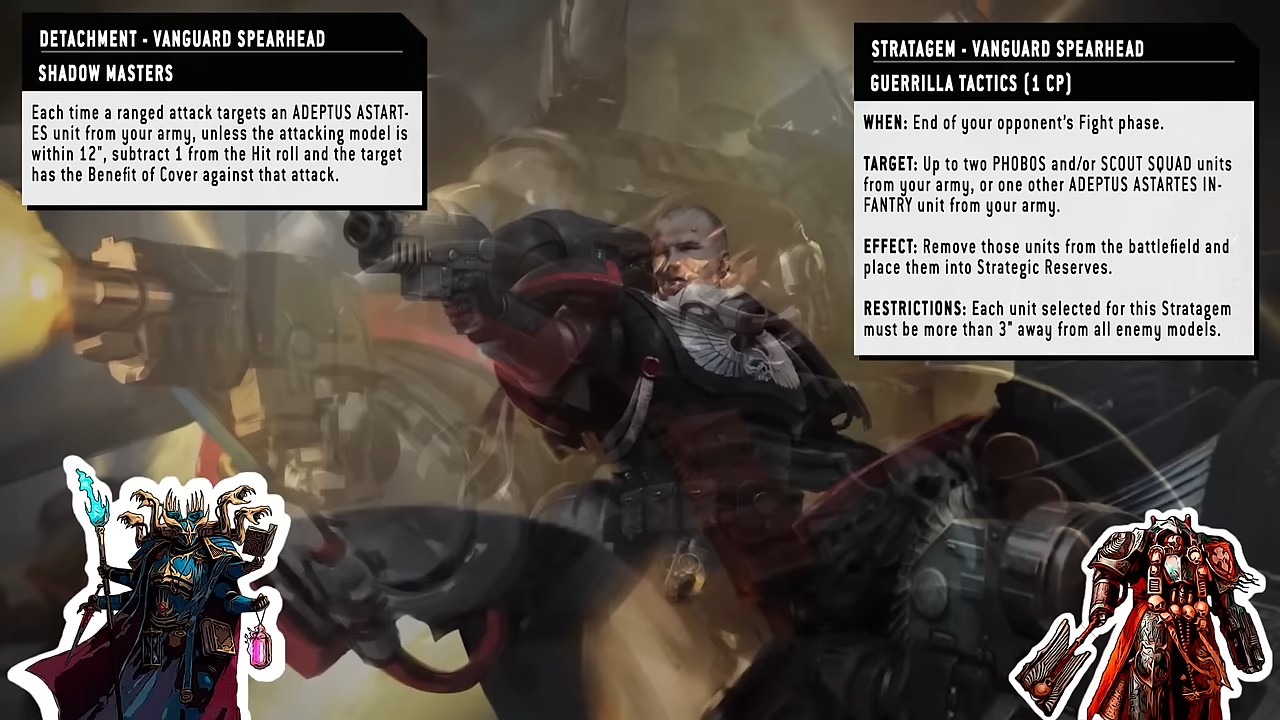 DETACHMENT - VANGUARD SPEARHEAD
SHADOW MASTERS
Each time a ranged attack targets an ADEPTUS ASTART-
ES unit from your army, unless the attacking model is
within 12", subtract 1 from the Hit roll and the target
has the Benefit of Cover against that attack.
STRATAGEM - VANGUARD SPEARHEAD
GUERRILLA TACTICS (1 CP)
WHEN: End of your opponent's Fight phase.
TARGET: Up to two PHOBOS and/or SCOUT SQUAD units
from your army, or one other ADEPTUS ASTARTES IN-
FANTRY unit from your army.
EFFECT: Remove those units from the battlefield and
place them into Strategic Reserves.
RESTRICTIONS: Each unit selected for this Stratagem
must be more than 3" away from all enemy models.